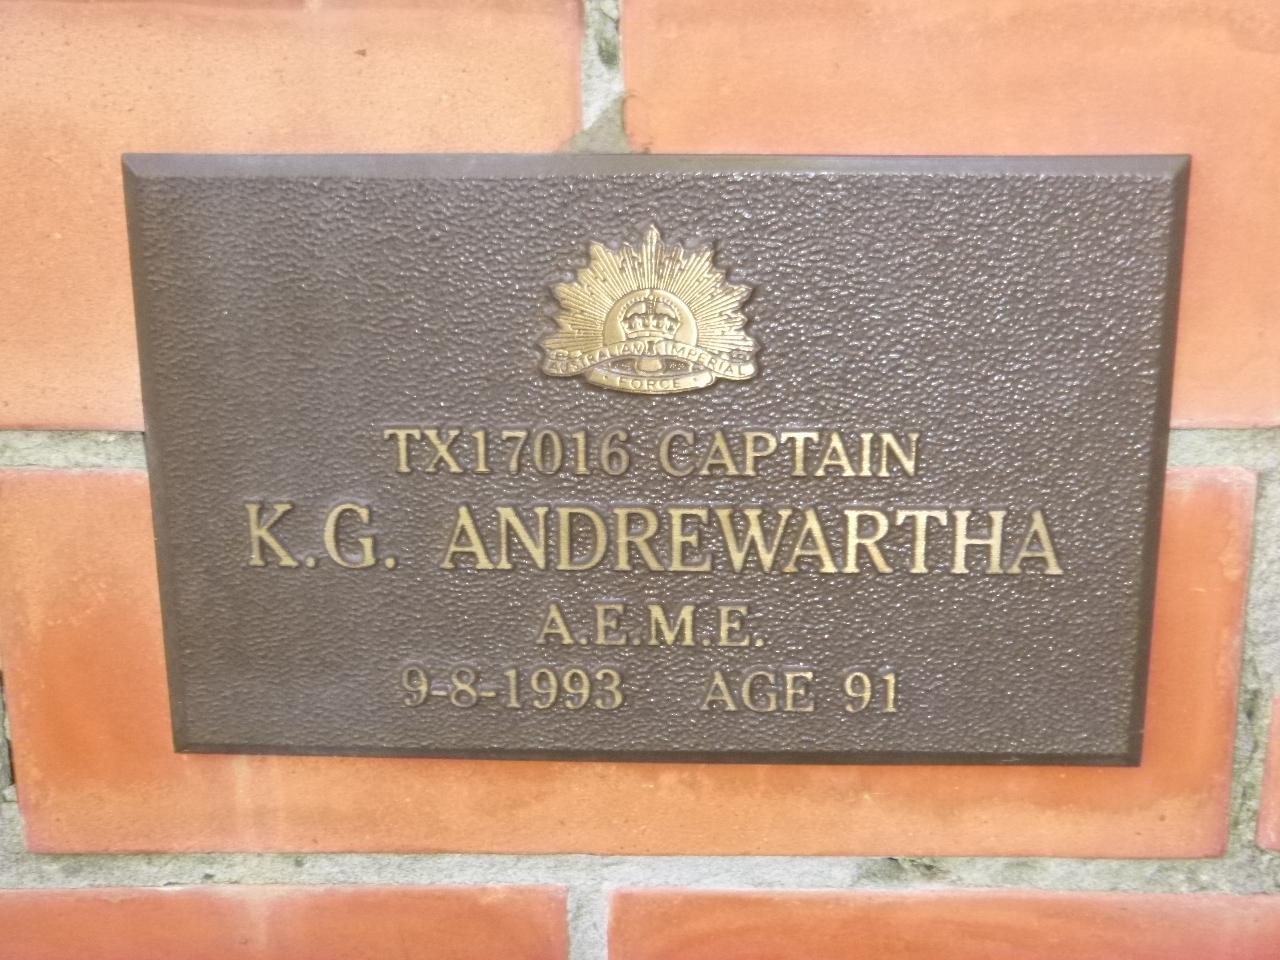 AUSTRALIAN IMPERIAL
FORCE
TX17016 CAPTAIN
K.G. ANDREWARTHA
A.E.M.E.
9-8-1993 AGE 91